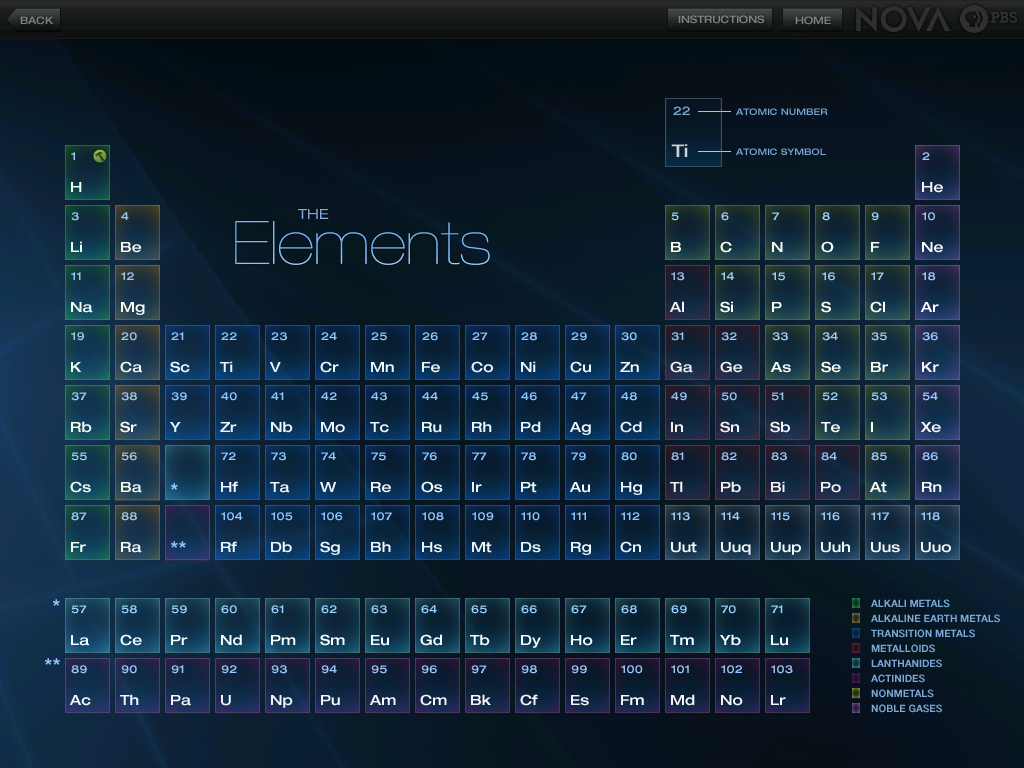 BACK INSTRUCTIONS HOME NOVA PBS
22 ATOMIC NUMBER
Ti ATOMIC SYMBOL
1 2
H He
THE
Elements
3 4 5 6 7 8 9 10
Li Be B C N O F Ne
11 12 13 14 15 16 17 18
Na Mg Al Si P S Cl Ar
19 20 21 22 23 24 25 26 27 28 29 30 31 32 33 34 35 36
K Ca Sc Ti V Cr Mn Fe Co Ni Cu Zn Ga Ge As Se Br Kr
37 38 39 40 41 42 43 44 45 46 47 48 49 50 51 52 53 54
Rb Sr Y Zr Nb Mo Tc Ru Rh Pd Ag Cd In Sn Sb Te I Xe
55 56 72 73 74 75 76 77 78 79 80 81 82 83 84 85 86
Cs Ba * Hf Ta W Re Os Ir Pt Au Hg Tl Pb Bi Po At Rn
87 88 104 105 106 107 108 109 110 111 112 113 114 115 116 117 118
Fr Ra ** Rf Db Sg Bh Hs Mt Ds Rg Cn Uut Uuq Uup Uuh Uus Uuo
* 57 58 59 60 61 62 63 64 65 66 67 68 69 70 71
La Ce Pr Nd Pm Sm Eu Gd Tb Dy Ho Er Tm Yb Lu
** 89 90 91 92 93 94 95 96 97 98 99 100 101 102 103
Ac Th Pa U Np Pu Am Cm Bk Cf Es Fm Md No Lr
ALKALI METALS
ALKALINE EARTH METALS
TRANSITION METALS
METALLOIDS
LANTHANIDES
ACTINIDES
NONMETALS
NOBLE GASES